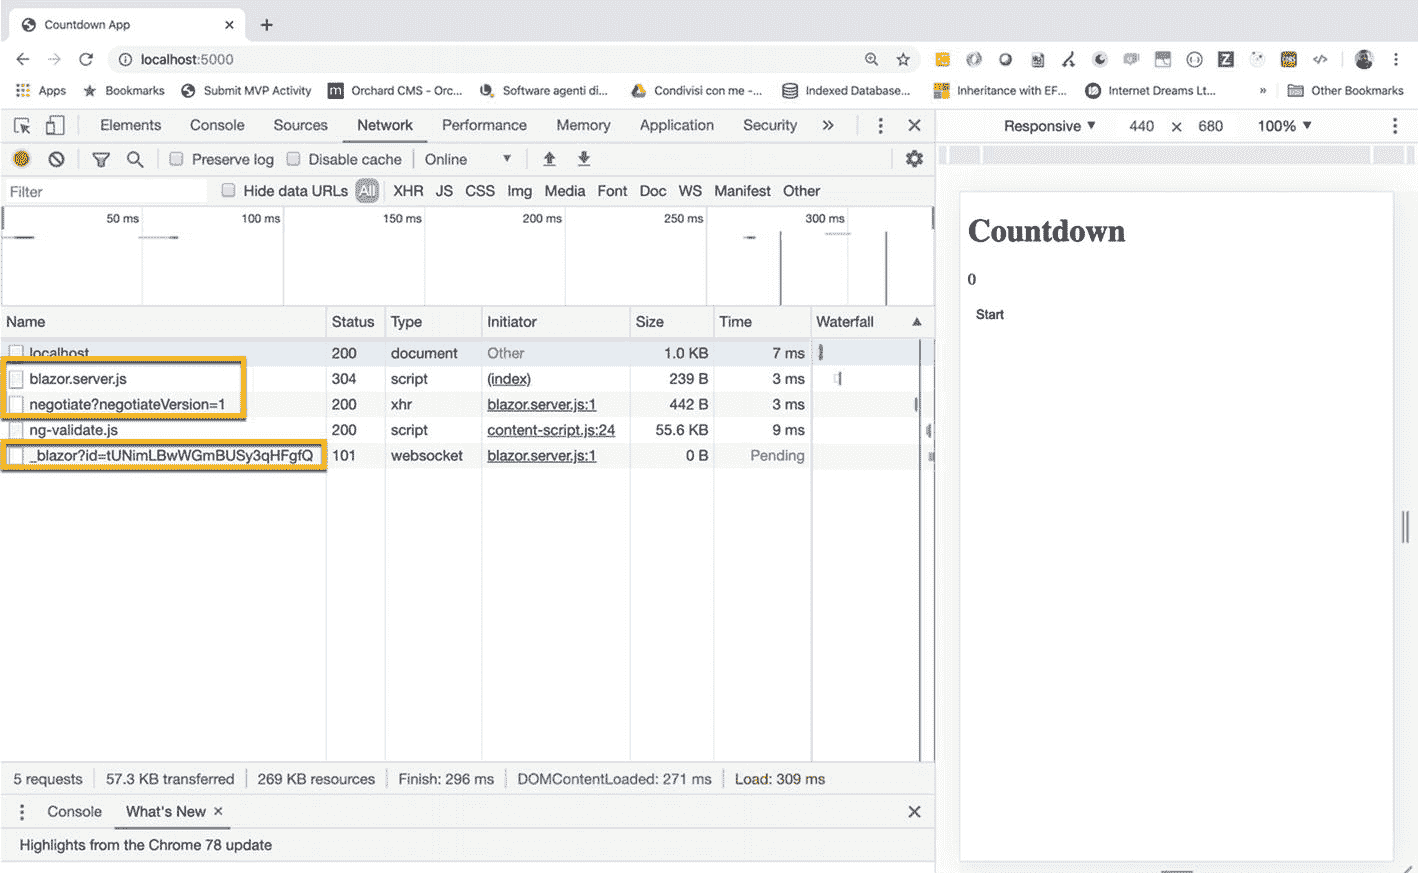 Countdown App
localhost:5000
Apps Bookmarks Submit MVP Activity Orchard CMS - Orc... Software agenti di... Condivisi con me -... Indexed Database... Inheritance with EF... Internet Dreams Lt... » Other Bookmarks
Elements Console Sources Network Performance Memory Application Security »
Responsive 440 × 680 100%
Preserve log Disable cache Online
Filter Hide data URLs All XHR JS CSS Img Media Font Doc WS Manifest Other
50 ms 100 ms 150 ms 200 ms 250 ms 300 ms
Countdown
0
Start
Name Status Type Initiator Size Time Waterfall
localhost 200 document Other 1.0 KB 7 ms
blazor.server.js 304 script (index) 239 B 3 ms
negotiate?negotiateVersion=1 200 xhr blazor.server.js:1 442 B 3 ms
ng-validate.js 200 script content-script.js:24 55.6 KB 9 ms
_blazor?id=tUNimLBwWGmBUSy3qHFgfQ 101 websocket blazor.server.js:1 0 B Pending
5 requests 57.3 KB transferred 269 KB resources Finish: 296 ms DOMContentLoaded: 271 ms Load: 309 ms
Console What's New
Highlights from the Chrome 78 update